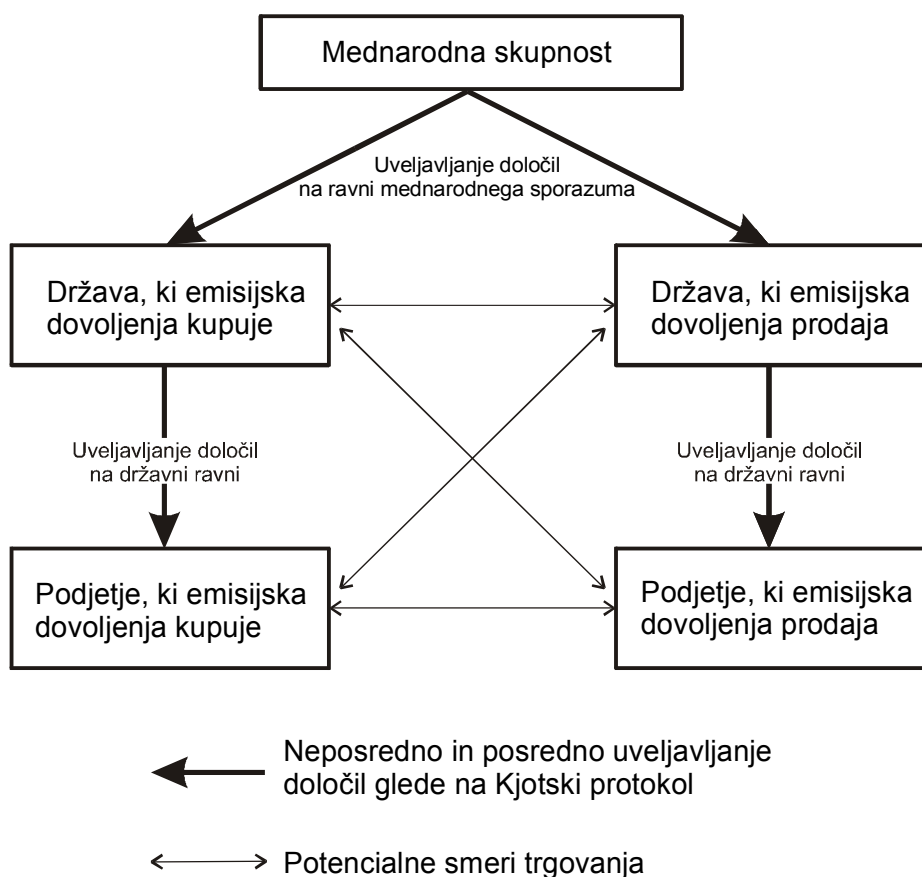 Mednarodna skupnost
Uveljavljanje določil
na ravni mednarodnega sporazuma
Država, ki emisijska
dovoljenja kupuje
Država, ki emisijska
dovoljenja prodaja
Uveljavljanje določil
na državni ravni
Uveljavljanje določil
na državni ravni
Podjetje, ki emisijska
dovoljenja kupuje
Podjetje, ki emisijska
dovoljenja prodaja
Neposredno in posredno uveljavljanje
določil glede na Kjotski protokol
Potencialne smeri trgovanja